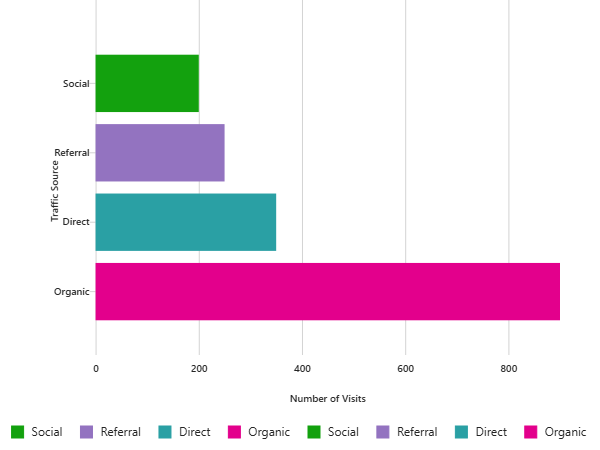 Social
Referral
Traffic Source
Direct
Organic
0 200 400 600 800
Number of Visits
Social Referral Direct Organic Social Referral Direct Organic